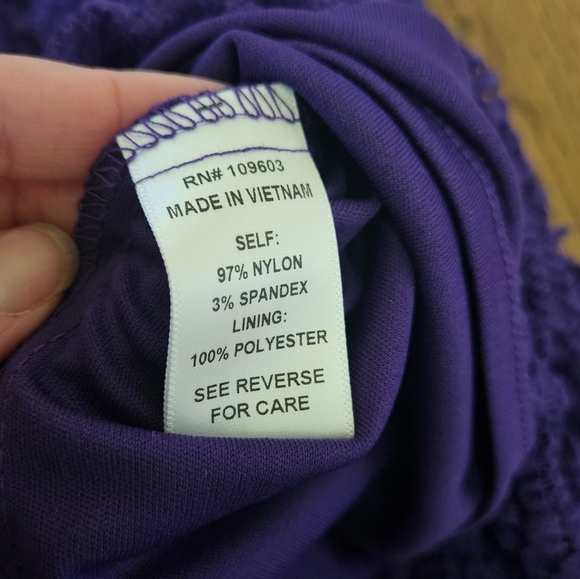 RN# 109603
MADE IN VIETNAM
SELF:
97% NYLON
3% SPANDEX
LINING:
100% POLYESTER
SEE REVERSE
FOR CARE